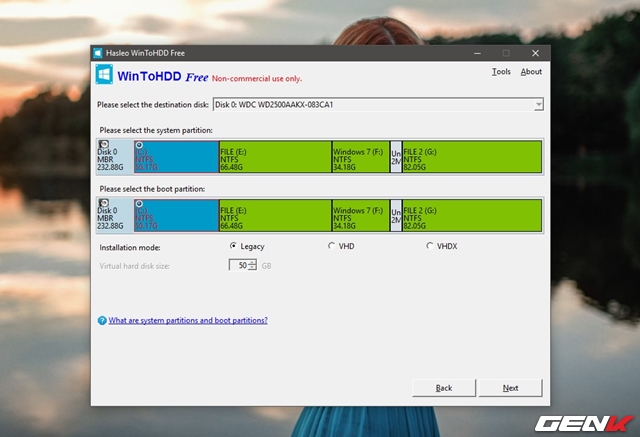 Hasleo WinToHDD Free
WinToHDD Free Non-commercial use only.
Tools About
Please select the destination disk: Disk 0: WDC WD2500AAKX-083CA1
Please select the system partition:
Disk 0
MBR
232.88G
NTFS
50.17G
FILE (E:)
NTFS
66.48G
Windows 7 (F:)
NTFS
34.18G
Un
2M
FILE 2 (G:)
NTFS
82.05G
Please select the boot partition:
Disk 0
MBR
232.88G
NTFS
50.17G
FILE (E:)
NTFS
66.48G
Windows 7 (F:)
NTFS
34.18G
Un
2M
FILE 2 (G:)
NTFS
82.05G
Installation mode: Legacy VHD VHDX
Virtual hard disk size: 50 GB
What are system partitions and boot partitions?
Back Next
GENK